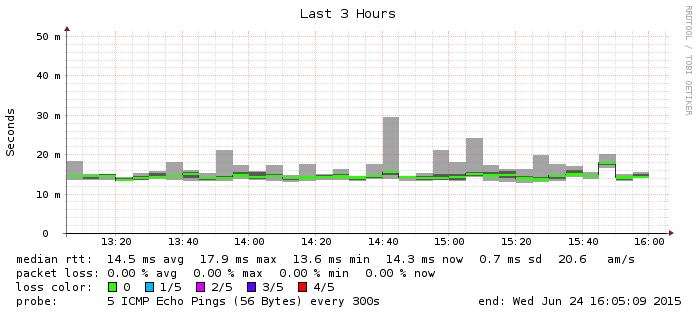 Last 3 Hours
RRDTOOL / TOBI OETIKER
Seconds
50 m
40 m
30 m
20 m
10 m
0
13:20 13:40 14:00 14:20 14:40 15:00 15:20 15:40 16:00
median rtt: 14.5 ms avg 17.9 ms max 13.6 ms min 14.3 ms now 0.7 ms sd 20.6 am/s
packet loss: 0.00 % avg 0.00 % max 0.00 % min 0.00 % now
loss color: 0 1/5 2/5 3/5 4/5
probe: 5 ICMP Echo Pings (56 Bytes) every 300s end: Wed Jun 24 16:05:09 2015